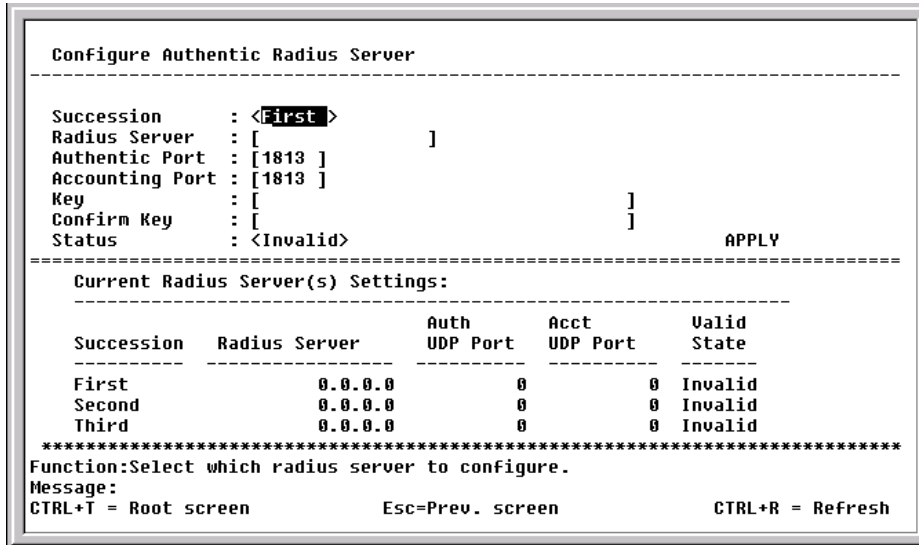 Configure Authentic Radius Server
--------------------------------------------------------------------------------
Succession : <First >
Radius Server : [ ]
Authentic Port : [1813 ]
Accounting Port : [1813 ]
Key : [ ]
Confirm Key : [ ]
Status : <Invalid> APPLY
================================================================================
Current Radius Server(s) Settings:
-----------------------------------------------------------------
Auth Acct Valid
Succession Radius Server UDP Port UDP Port State
---------- ----------------- ---------- ---------- -------
First 0.0.0.0 0 0 Invalid
Second 0.0.0.0 0 0 Invalid
Third 0.0.0.0 0 0 Invalid
*******************************************************************************
Function:Select which radius server to configure.
Message:
CTRL+T = Root screen Esc=Prev. screen CTRL+R = Refresh